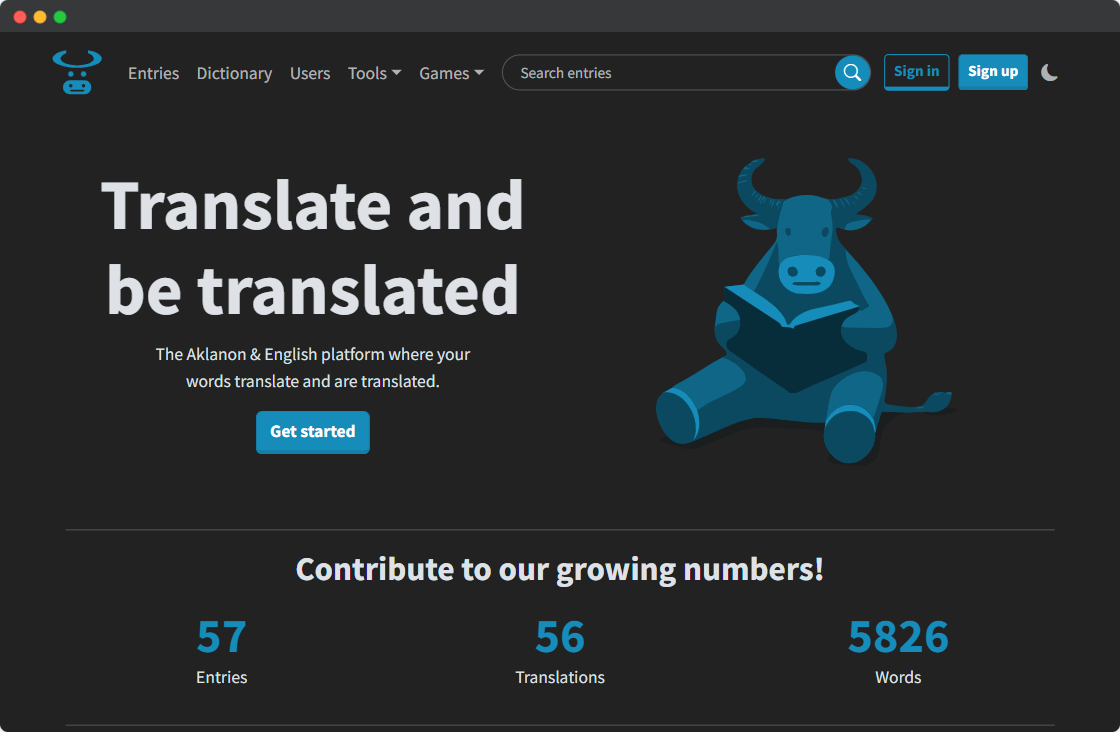 Entries Dictionary Users Tools Games Search entries Sign in Sign up
Translate and
be translated
The Aklanon & English platform where your
words translate and are translated.
Get started
Contribute to our growing numbers!
57 56 5826
Entries Translations Words